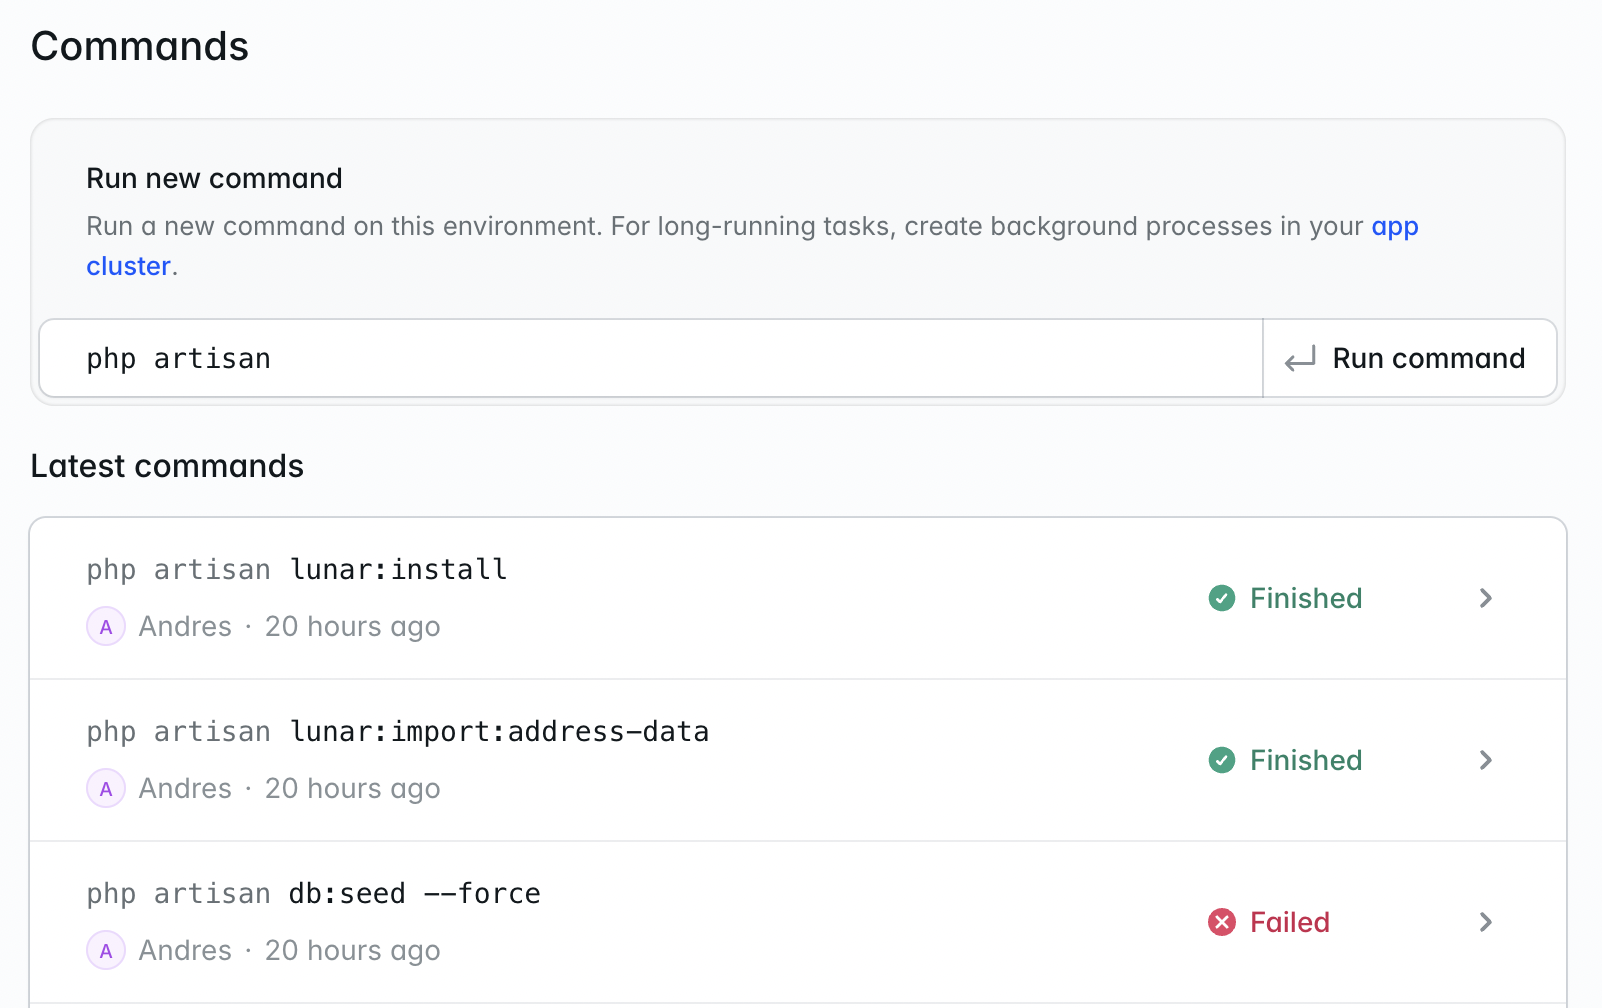 Commands
Run new command
Run a new command on this environment. For long-running tasks, create background processes in your app
cluster.
php artisan
Run command
Latest commands
php artisan lunar:install
A Andres · 20 hours ago
Finished
php artisan lunar:import:address-data
A Andres · 20 hours ago
Finished
php artisan db:seed --force
A Andres · 20 hours ago
Failed